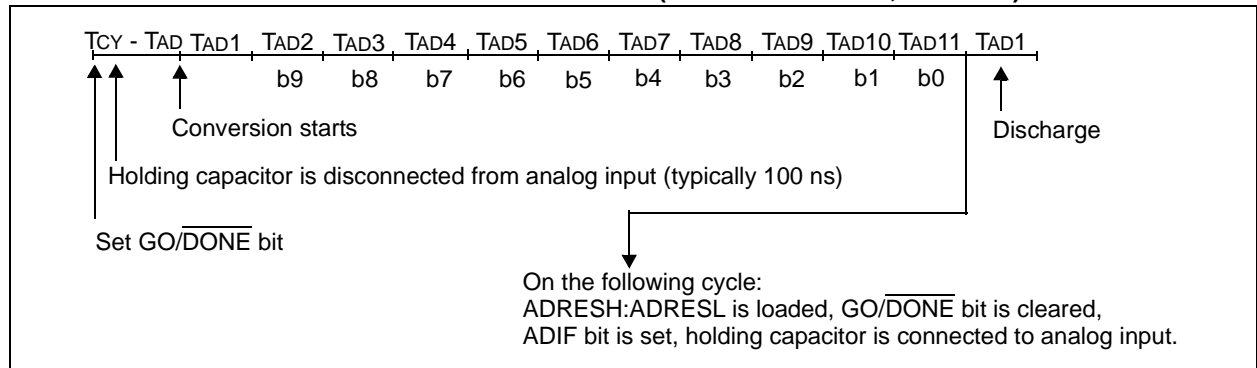 TCY - TAD TAD1 TAD2 TAD3 TAD4 TAD5 TAD6 TAD7 TAD8 TAD9 TAD10 TAD11 TAD1
b9 b8 b7 b6 b5 b4 b3 b2 b1 b0
Conversion starts
Discharge
Holding capacitor is disconnected from analog input (typically 100 ns)
Set GO/DONE bit
On the following cycle:
ADRESH:ADRESL is loaded, GO/DONE bit is cleared,
ADIF bit is set, holding capacitor is connected to analog input.